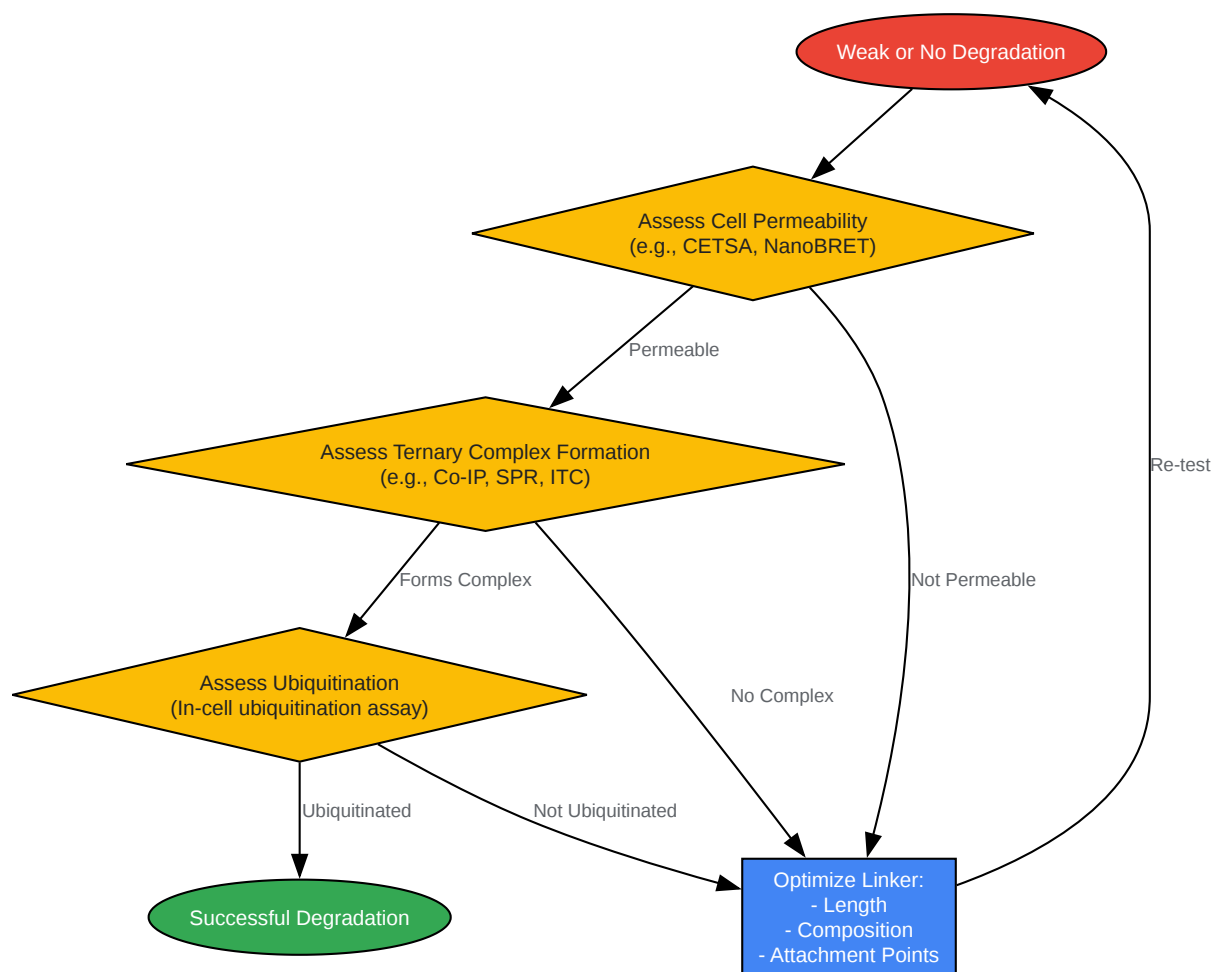 Weak or No Degradation
Assess Cell Permeability
(e.g., CETSA, NanoBRET)
Permeable
Assess Ternary Complex Formation
(e.g., Co-IP, SPR, ITC)
Re-test
Forms Complex
Not Permeable
Assess Ubiquitination
(In-cell ubiquitination assay)
No Complex
Ubiquitinated
Not Ubiquitinated
Successful Degradation
Optimize Linker:
- Length
- Composition
- Attachment Points